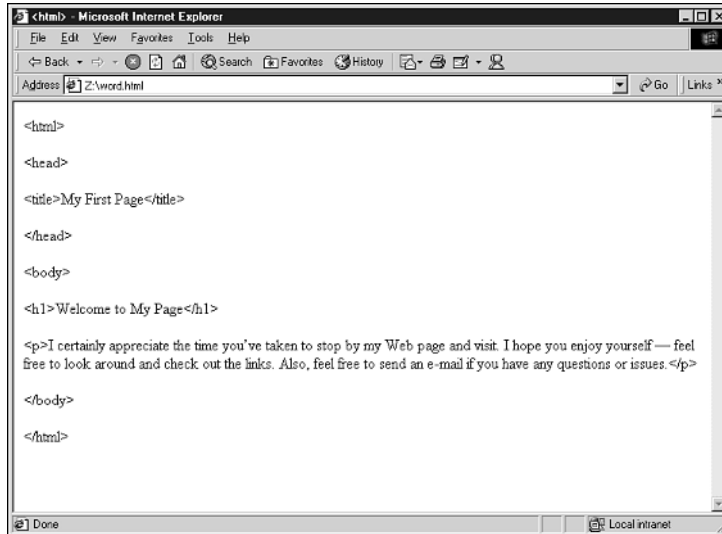 <html> - Microsoft Internet Explorer
File Edit View Favorites Tools Help
Back Search Favorites History
Address Z:\word.html Go Links »
<html>
<head>
<title>My First Page</title>
</head>
<body>
<h1>Welcome to My Page</h1>
<p>I certainly appreciate the time you've taken to stop by my Web page and visit. I hope you enjoy yourself — feel
free to look around and check out the links. Also, feel free to send an e-mail if you have any questions or issues.</p>
</body>
</html>
Done Local intranet